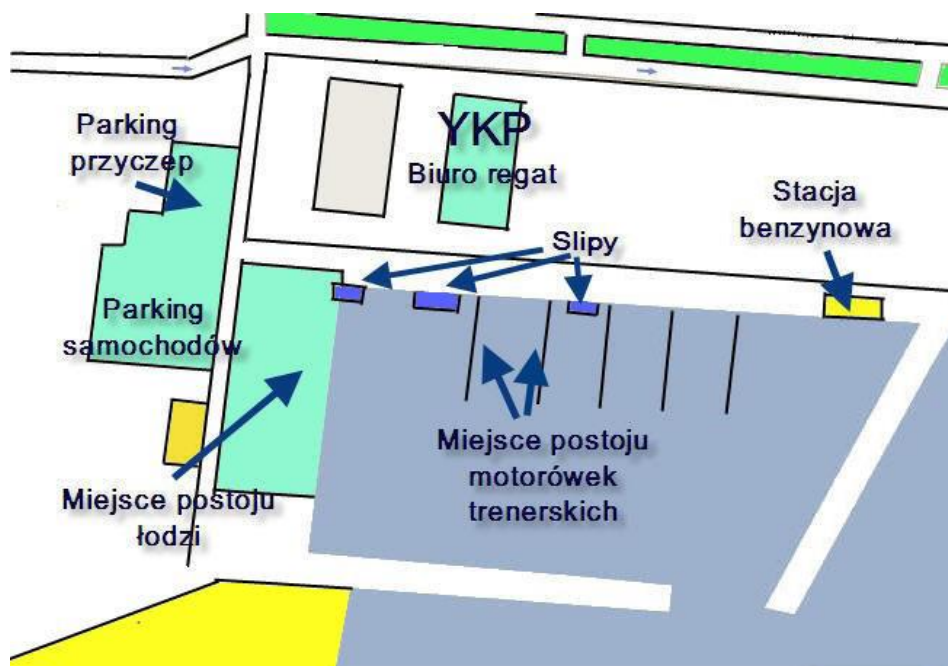 YKP
Biuro regat
Parking
przyczep
Stacja
benzynowa
Slipy
Parking
samochodów
Miejsce postoju
motorówek
trenerskich
Miejsce postoju
łodzi